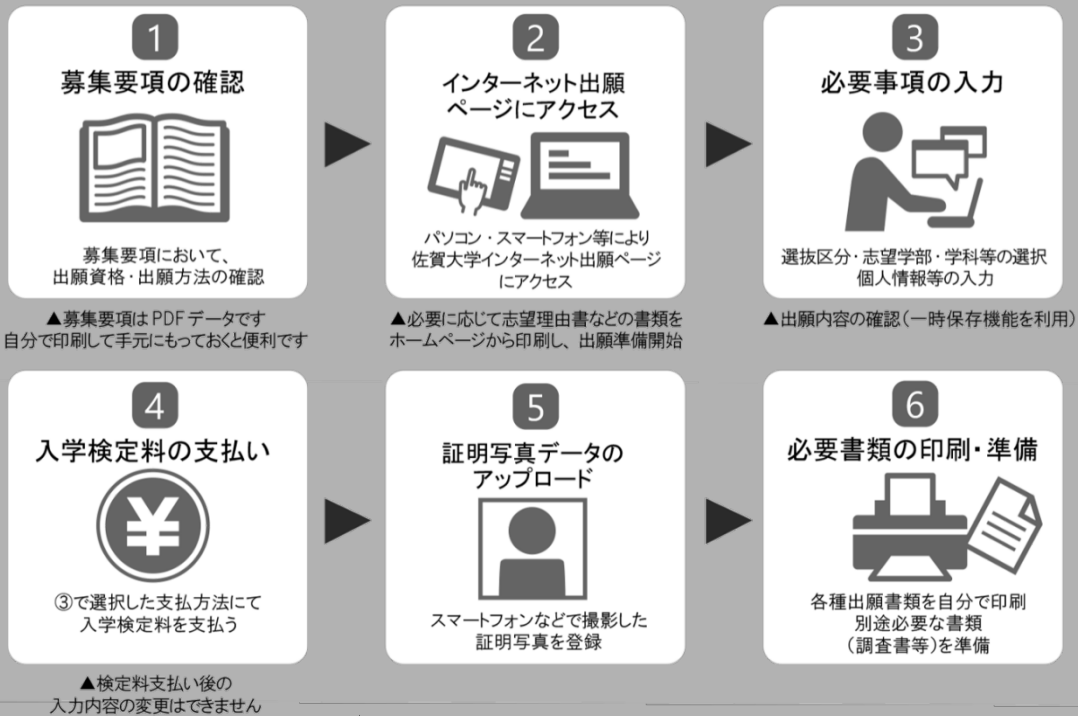 1
募集要項の確認
募集要項において、
出願資格・出願方法の確認
▲募集要項はPDFデータです
自分で印刷して手元にもっておくと便利です
2
インターネット出願
ページにアクセス
パソコン・スマートフォン等により
佐賀大学インターネット出願ページ
にアクセス
▲必要に応じて志望理由書などの書類を
ホームページから印刷し、出願準備開始
3
必要事項の入力
選抜区分・志望学部・学科等の選択
個人情報等の入力
▲出願内容の確認(一時保存機能を利用)
4
入学検定料の支払い
¥
③で選択した支払方法にて
入学検定料を支払う
▲検定料支払い後の
入力内容の変更はできません
5
証明写真データの
アップロード
スマートフォンなどで撮影した
証明写真を登録
6
必要書類の印刷・準備
各種出願書類を自分で印刷
別途必要な書類
(調査書等)を準備